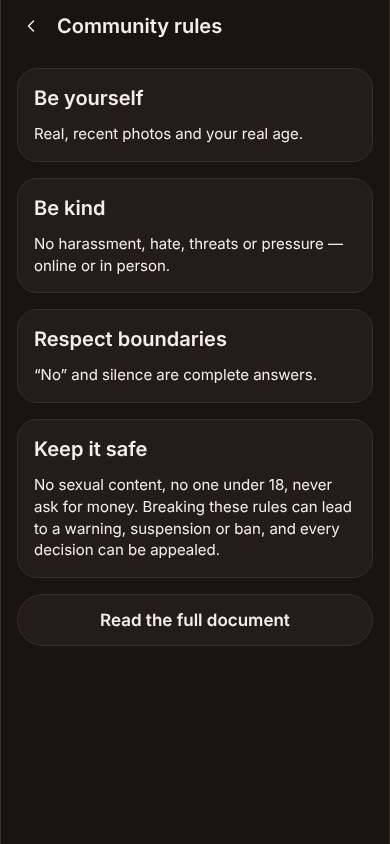 Community rules
Be yourself
Real, recent photos and your real age.
Be kind
No harassment, hate, threats or pressure —
online or in person.
Respect boundaries
“No” and silence are complete answers.
Keep it safe
No sexual content, no one under 18, never
ask for money. Breaking these rules can lead
to a warning, suspension or ban, and every
decision can be appealed.
Read the full document